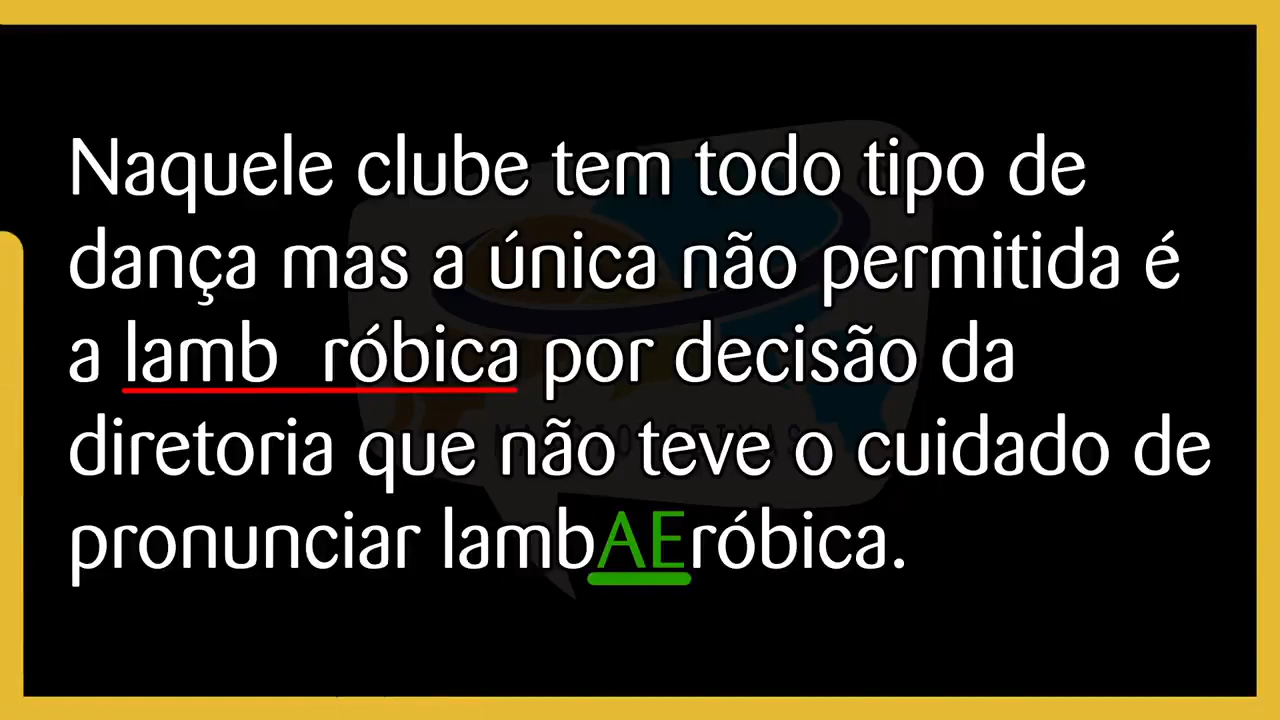 Naquele clube tem todo tipo de
dança mas a única não permitida é
a lamb  róbica por decisão da
diretoria que não teve o cuidado de
pronunciar lambAEróbica.